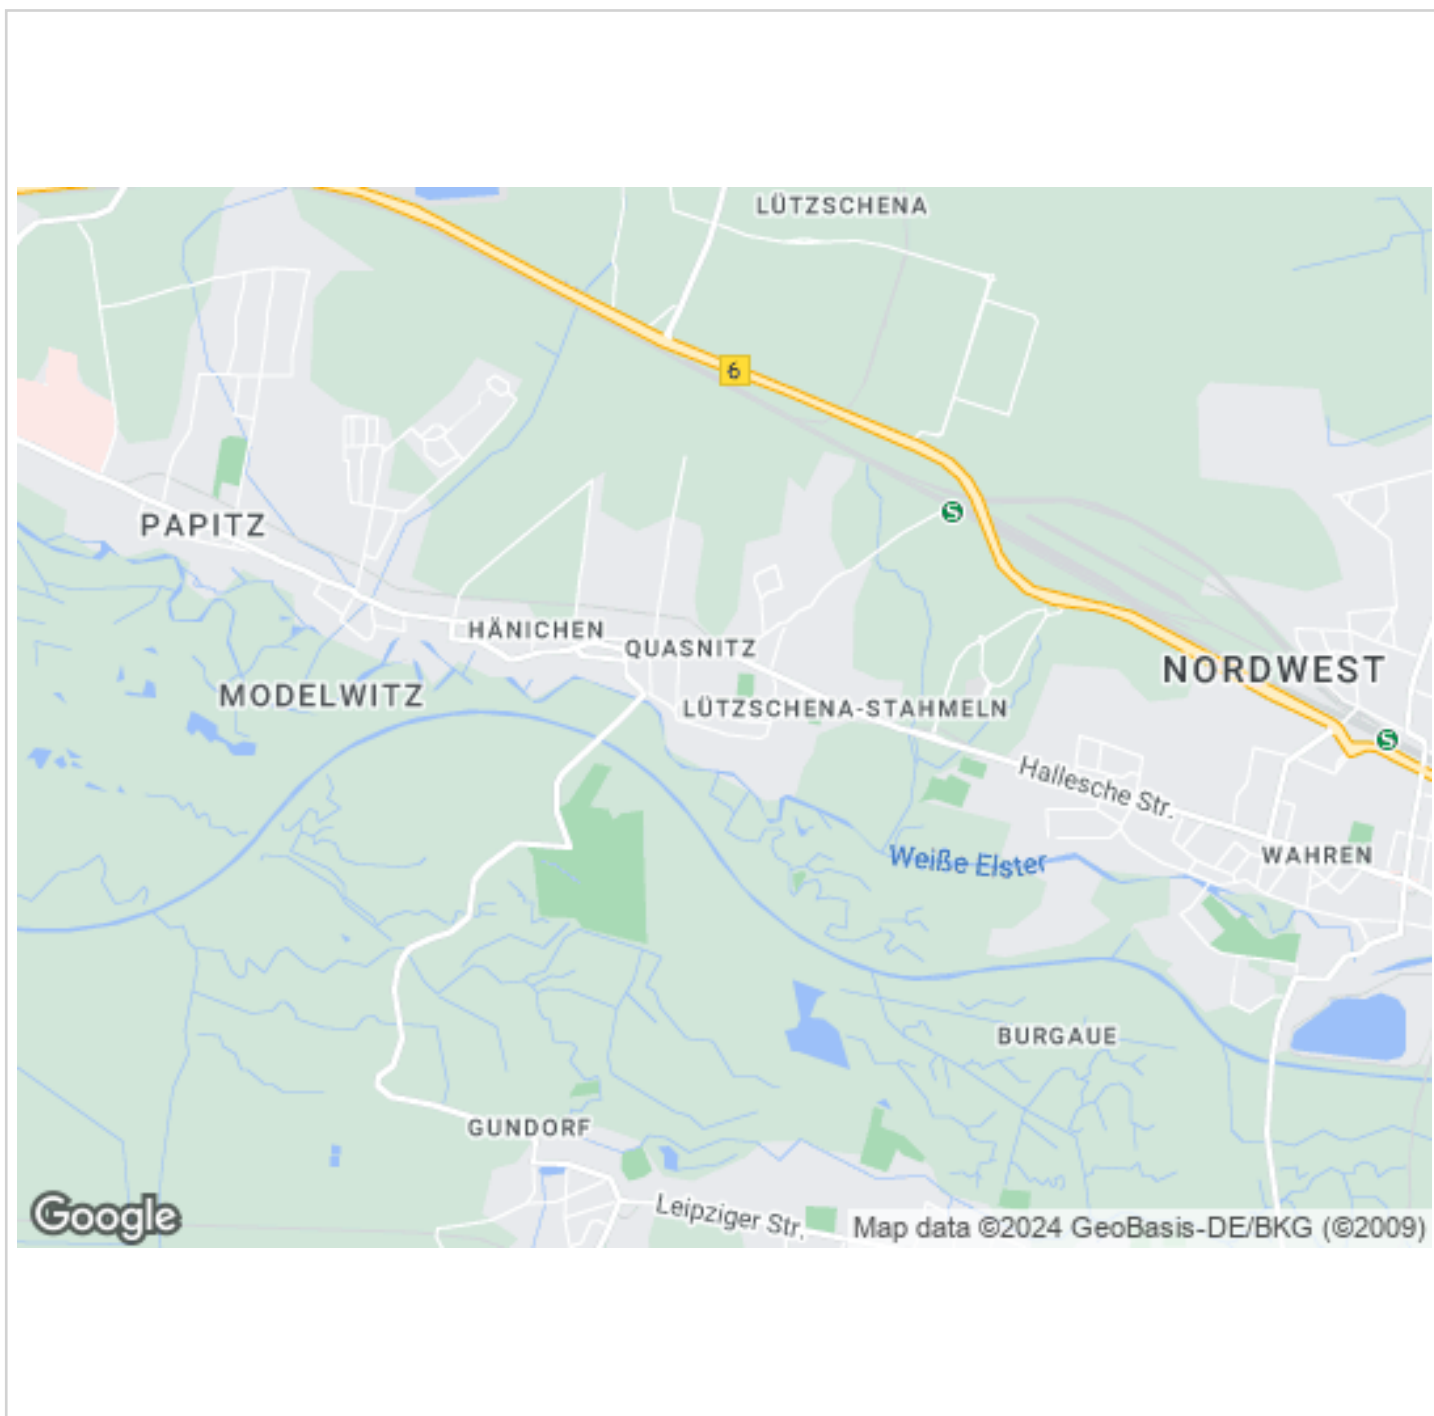 LÜTZSCHENA
6
S
PAPITZ
HÄNICHEN
QUASNITZ
NORDWEST
MODELWITZ
LÜTZSCHENA-STAHMELN
S
Hallesche Str.
WAHREN
Weiße Elster
BURGAUE
GUNDORF
Leipziger Str.
Google
Map data ©2024 GeoBasis-DE/BKG (©2009)